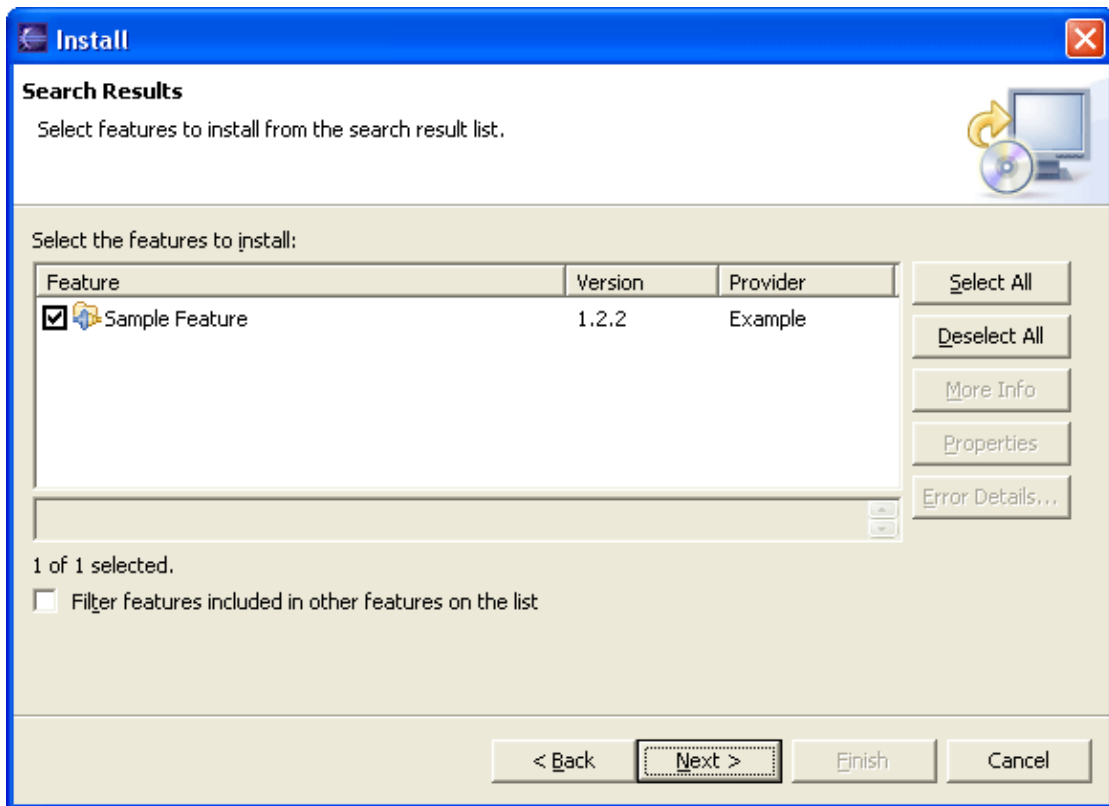 Install
Search Results
Select features to install from the search result list.
Select the features to install:
Feature Version Provider
Sample Feature 1.2.2 Example
Select All
Deselect All
More Info
Properties
Error Details...
1 of 1 selected.
Filter features included in other features on the list
< Back Next > Finish Cancel